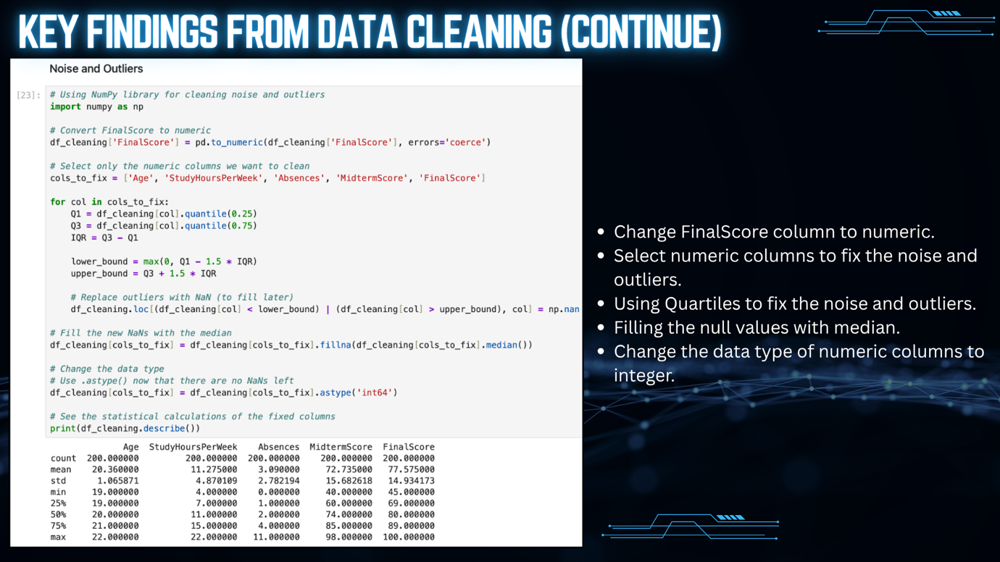 KEY FINDINGS FROM DATA CLEANING (CONTINUE)
Noise and Outliers
[23]:
# Using NumPy library for cleaning noise and outliers
import numpy as np
# Convert FinalScore to numeric
df_cleaning['FinalScore'] = pd.to_numeric(df_cleaning['FinalScore'], errors='coerce')
# Select only the numeric columns we want to clean
cols_to_fix = ['Age', 'StudyHoursPerWeek', 'Absences', 'MidtermScore', 'FinalScore']
for col in cols_to_fix:
    Q1 = df_cleaning[col].quantile(0.25)
    Q3 = df_cleaning[col].quantile(0.75)
    IQR = Q3 - Q1
    lower_bound = max(0, Q1 - 1.5 * IQR)
    upper_bound = Q3 + 1.5 * IQR
    # Replace outliers with NaN (to fill later)
    df_cleaning.loc[(df_cleaning[col] < lower_bound) | (df_cleaning[col] > upper_bound), col] = np.nan
# Fill the new NaNs with the median
df_cleaning[cols_to_fix] = df_cleaning[cols_to_fix].fillna(df_cleaning[cols_to_fix].median())
# Change the data type
# Use .astype() now that there are no NaNs left
df_cleaning[cols_to_fix] = df_cleaning[cols_to_fix].astype('int64')
# See the statistical calculations of the fixed columns
print(df_cleaning.describe())
Age StudyHoursPerWeek Absences MidtermScore FinalScore
count 200.000000 200.000000 200.000000 200.000000 200.000000
mean 20.360000 11.275000 3.090000 72.735000 77.575000
std 1.065871 4.870109 2.782194 15.682618 14.934173
min 19.000000 4.000000 0.000000 40.000000 45.000000
25% 19.000000 7.000000 1.000000 60.000000 69.000000
50% 20.000000 11.000000 2.000000 74.000000 80.000000
75% 21.000000 15.000000 4.000000 85.000000 89.000000
max 22.000000 22.000000 11.000000 98.000000 100.000000
• Change FinalScore column to numeric.
• Select numeric columns to fix the noise and
outliers.
• Using Quartiles to fix the noise and outliers.
• Filling the null values with median.
• Change the data type of numeric columns to
integer.